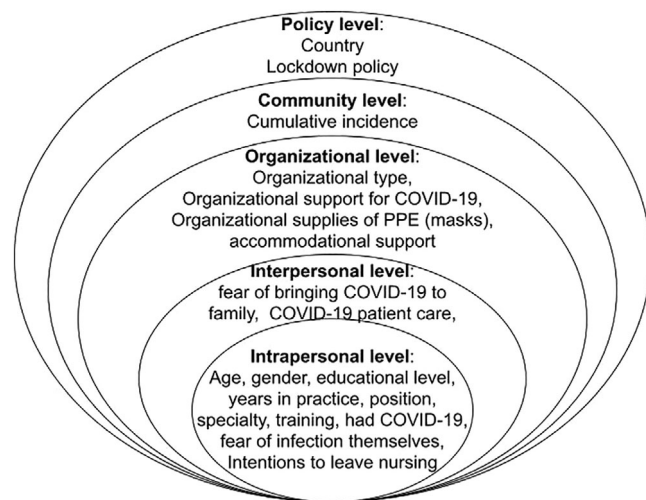 Policy level:
Country
Lockdown policy
Community level:
Cumulative incidence
Organizational level:
Organizational type,
Organizational support for COVID-19,
Organizational supplies of PPE (masks),
accommodational support
Interpersonal level:
fear of bringing COVID-19 to
family, COVID-19 patient care,
Intrapersonal level:
Age, gender, educational level,
years in practice, position,
specialty, training, had COVID-19,
fear of infection themselves,
Intentions to leave nursing